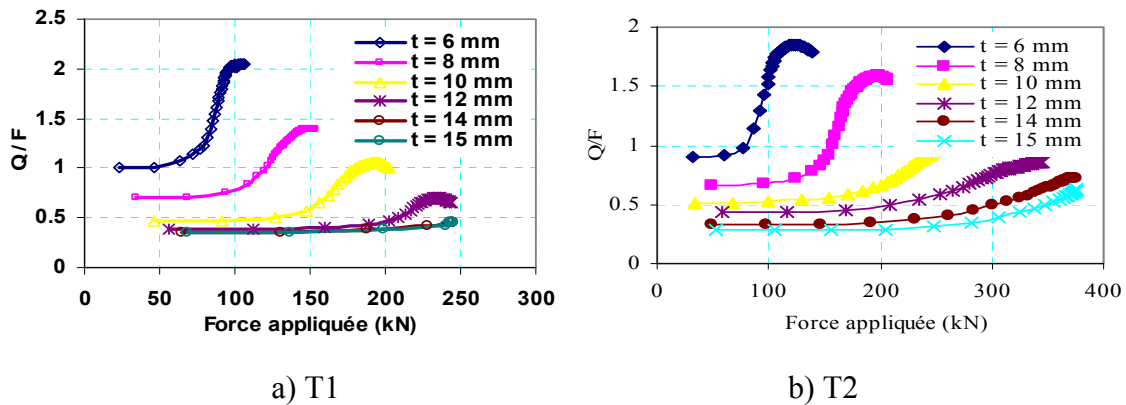 2.5
2
1.5
1
0.5
0
Q/F
0 50 100 150 200 250 300
Force appliquée (kN)
t = 6 mm
t = 8 mm
t = 10 mm
t = 12 mm
t = 14 mm
t = 15 mm
a) T1
2
1.5
1
0.5
0
Q/F
0 100 200 300 400
Force appliquée (kN)
t = 6 mm
t = 8 mm
t = 10 mm
t = 12 mm
t = 14 mm
t = 15 mm
b) T2